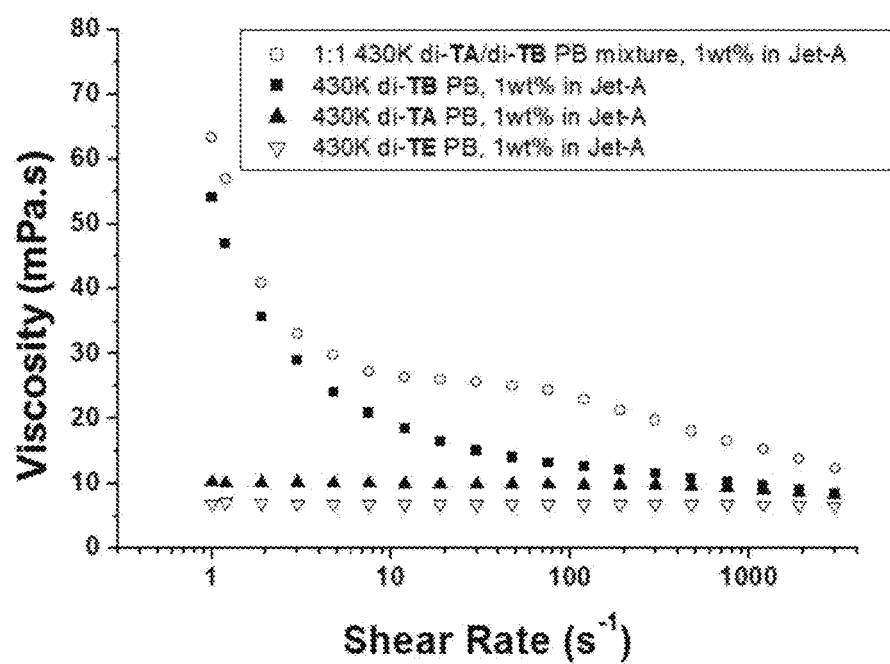 80
70
60
50
40
30
20
10
0
Viscosity (mPa.s)
1:1 430K di-TA/di-TB PB mixture, 1wt% in Jet-A
430K di-TB PB, 1wt% in Jet-A
430K di-TA PB, 1wt% in Jet-A
430K di-TE PB, 1wt% in Jet-A
1 10 100 1000
Shear Rate (s⁻¹)